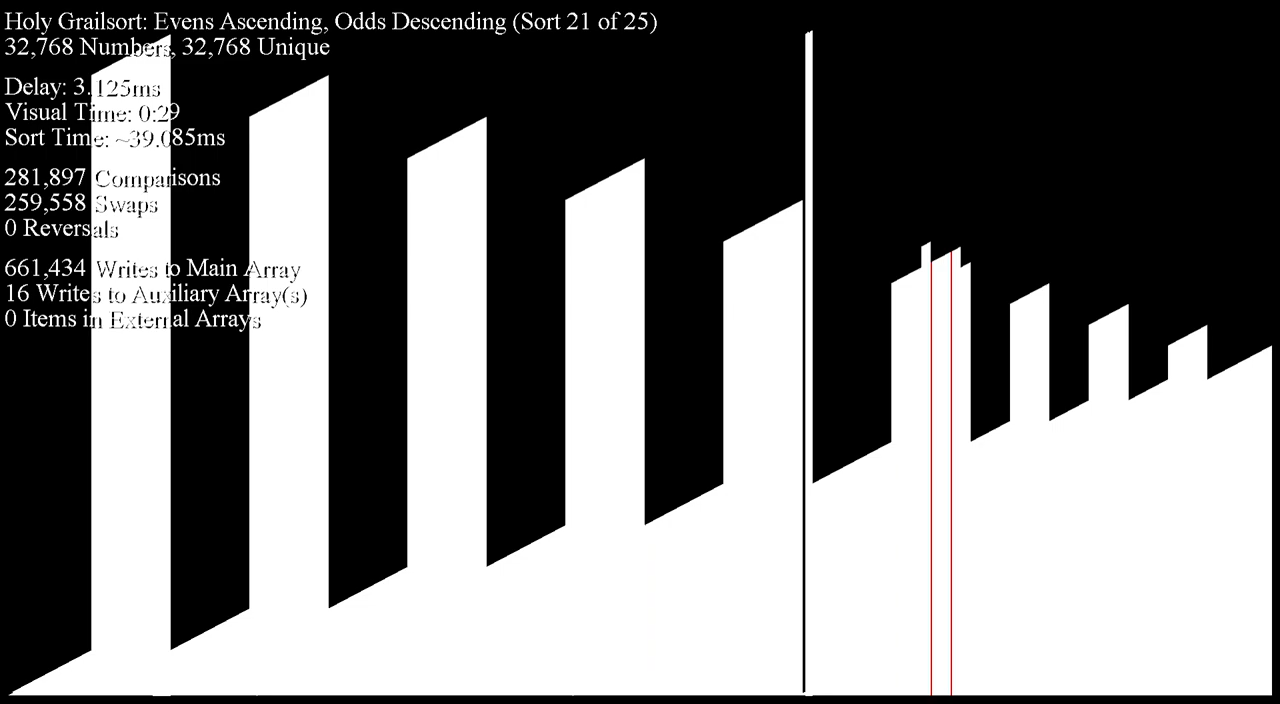 Holy Grailsort: Evens Ascending, Odds Descending (Sort 21 of 25)
32,768 Numbers, 32,768 Unique
Delay: 3.125ms
Visual Time: 0:29
Sort Time: ~39.085ms
281,897 Comparisons
259,558 Swaps
0 Reversals
661,434 Writes to Main Array
16 Writes to Auxiliary Array(s)
0 Items in External Arrays